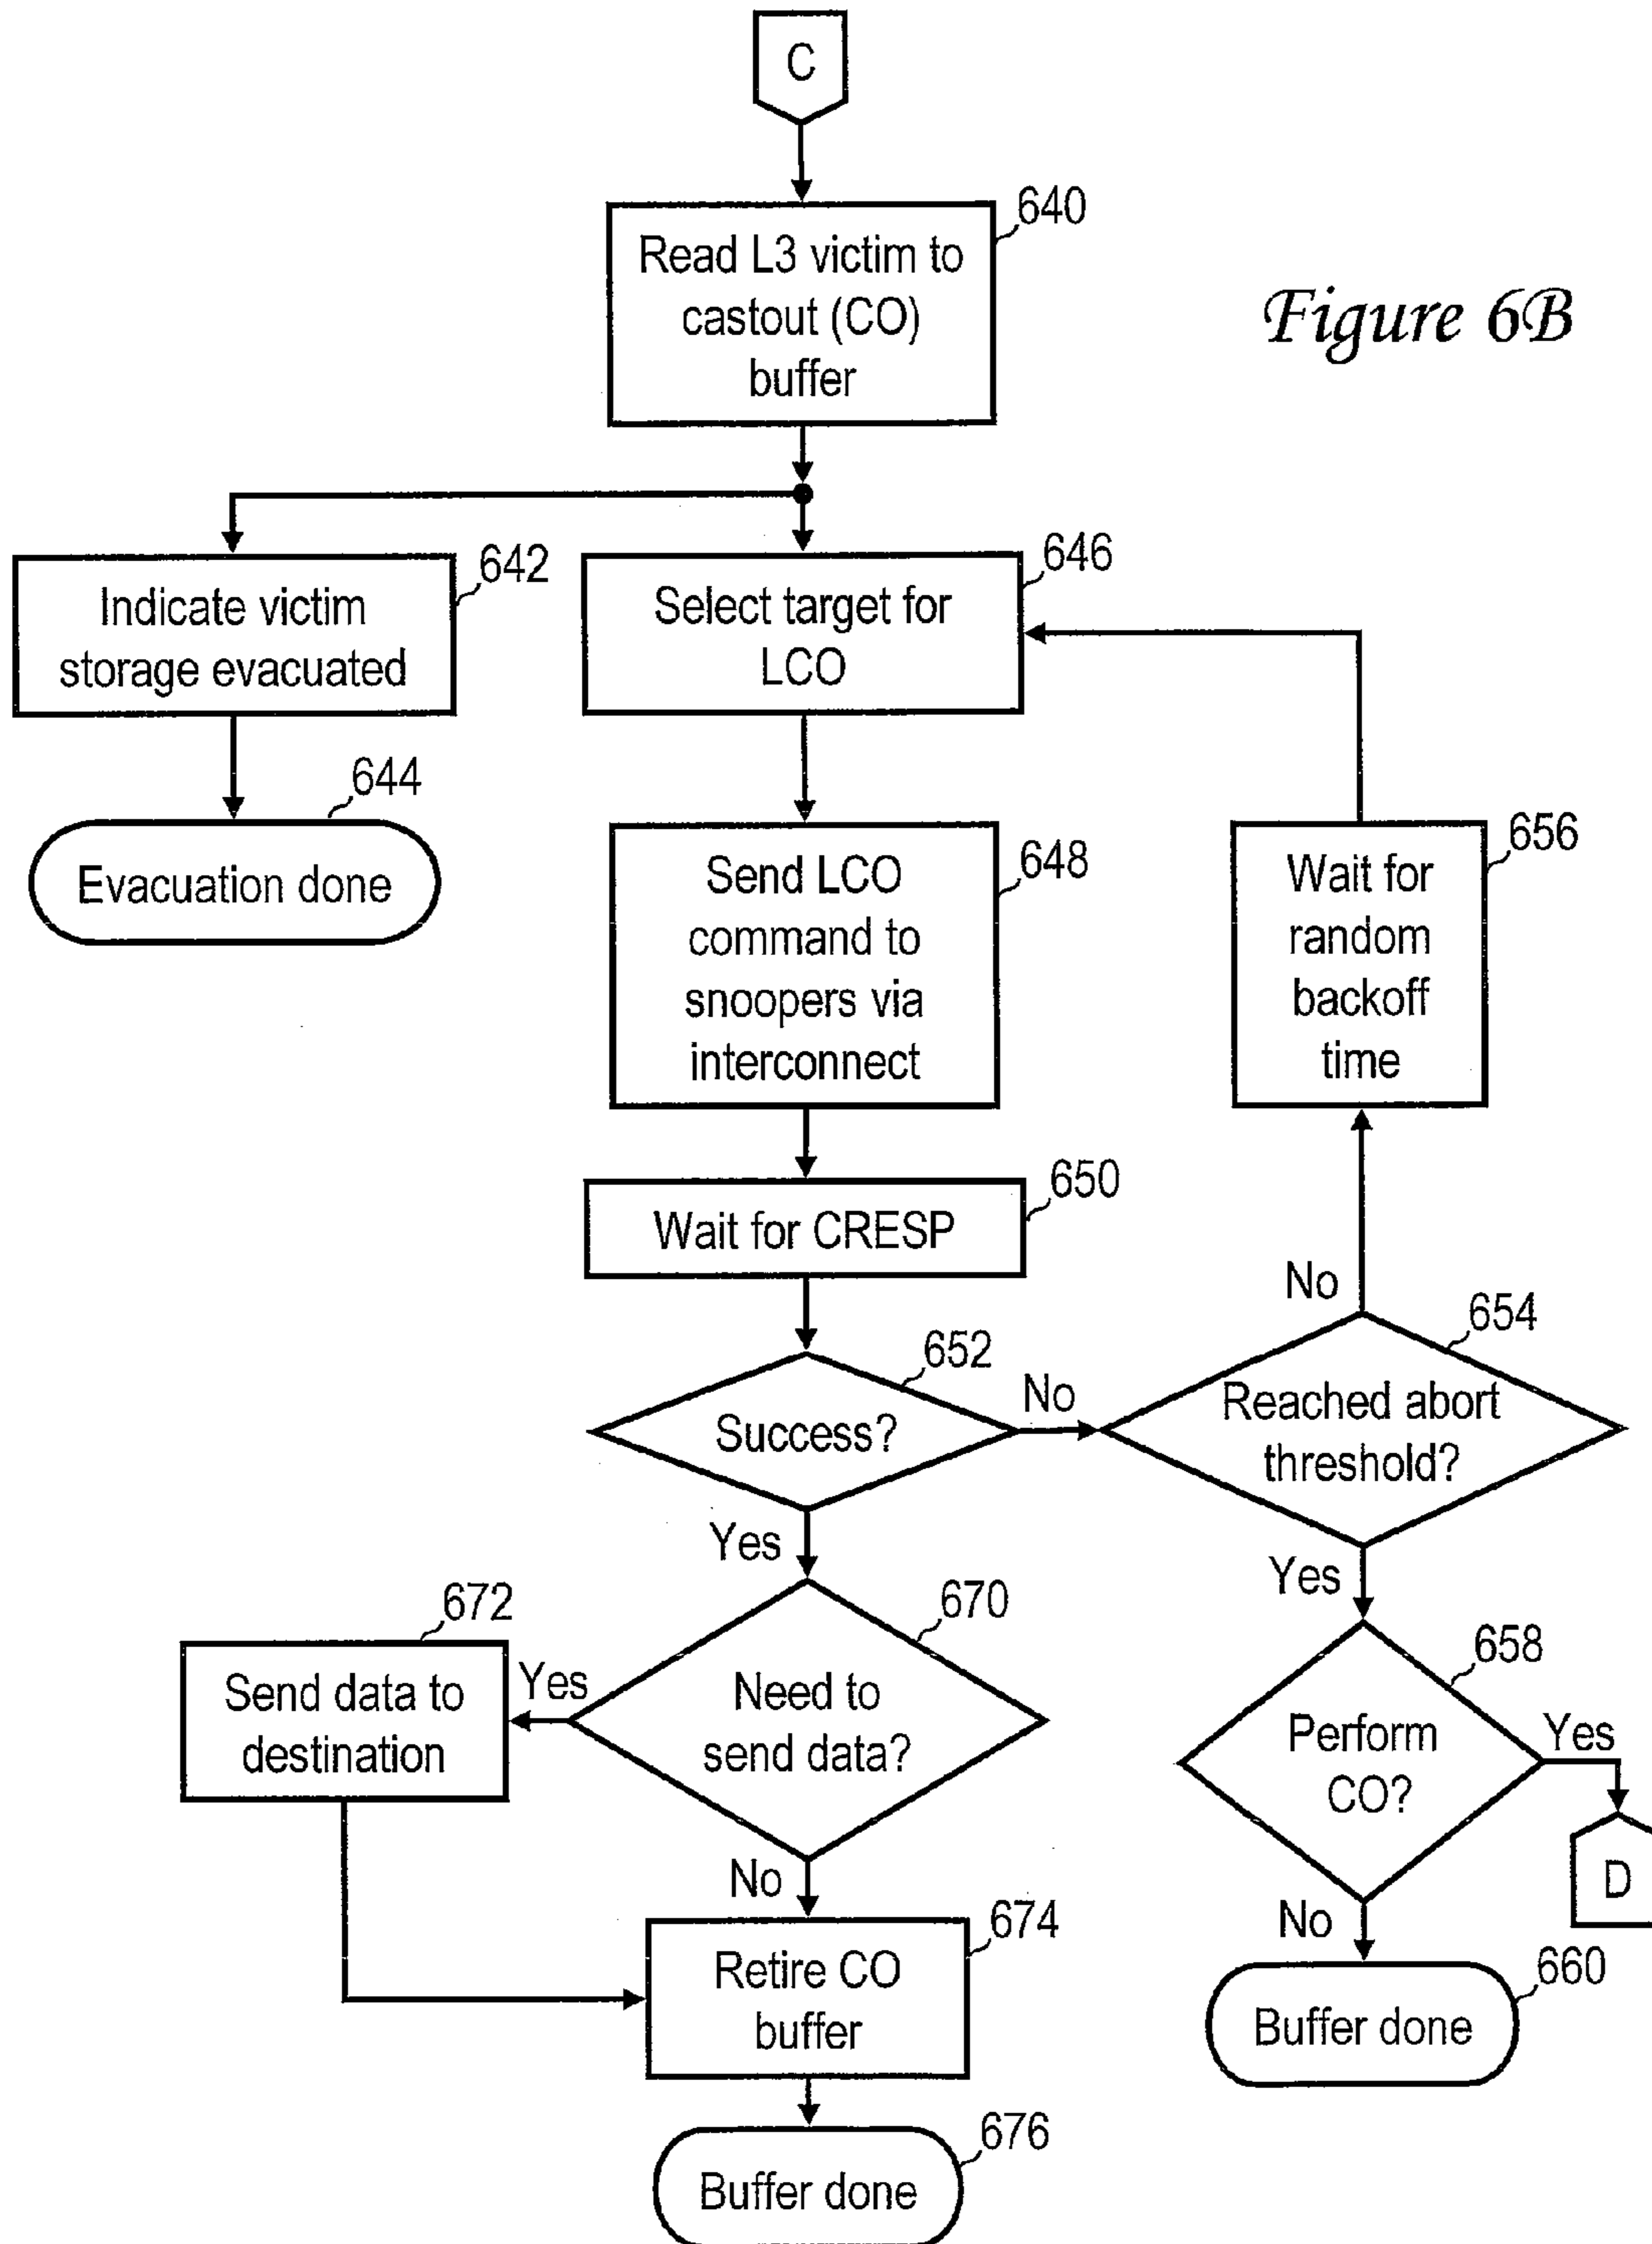 C
640
Read L3 victim to
castout (CO)
buffer
Figure 6B
642
Indicate victim
storage evacuated
646
Select target for
LCO
644
Evacuation done
648
Send LCO
command to
snoopers via
interconnect
656
Wait for
random
backoff
time
650
Wait for CRESP
No
654
Reached abort
threshold?
652
Success?
No
Yes
Yes
672
Send data to
destination
Yes
670
Need to
send data?
658
Perform
CO?
Yes
D
No
No
674
Retire CO
buffer
660
Buffer done
676
Buffer done